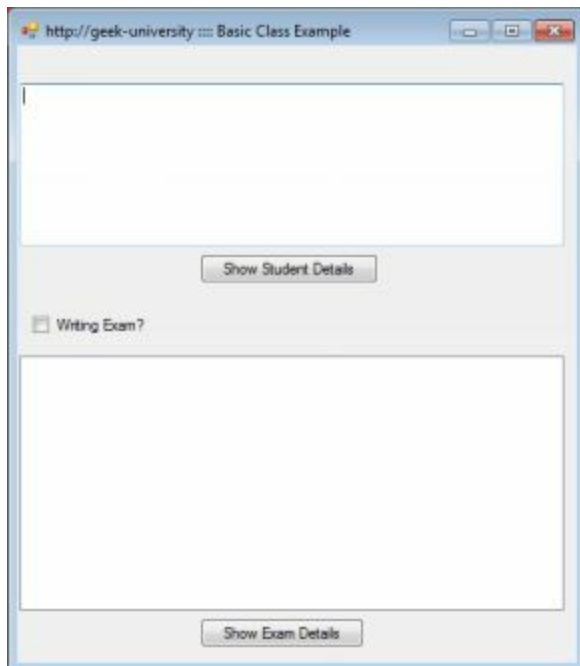 http://geek-university :::: Basic Class Example
Show Student Details
Writing Exam?
Show Exam Details